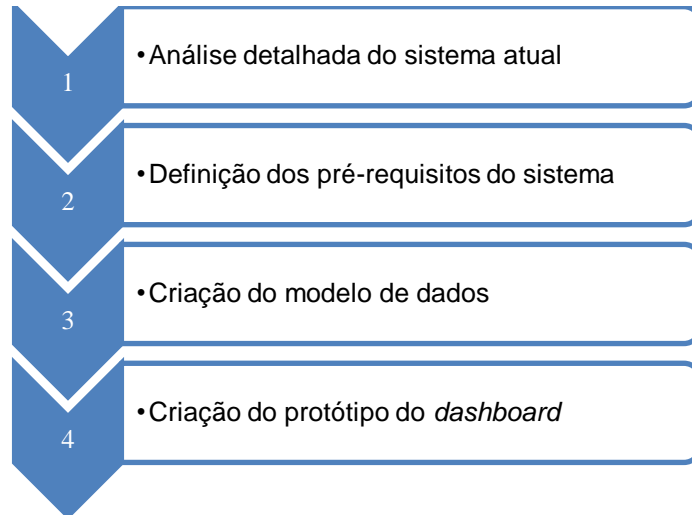 1
•Análise detalhada do sistema atual
2
•Definição dos pré-requisitos do sistema
3
•Criação do modelo de dados
4
•Criação do protótipo do dashboard